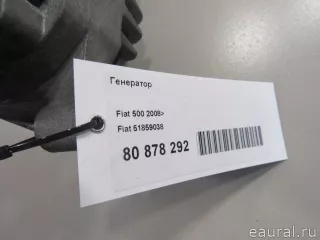 Генератор
Fiat 500 2008>
Fiat 51859038
80 878 292
eaural.ru